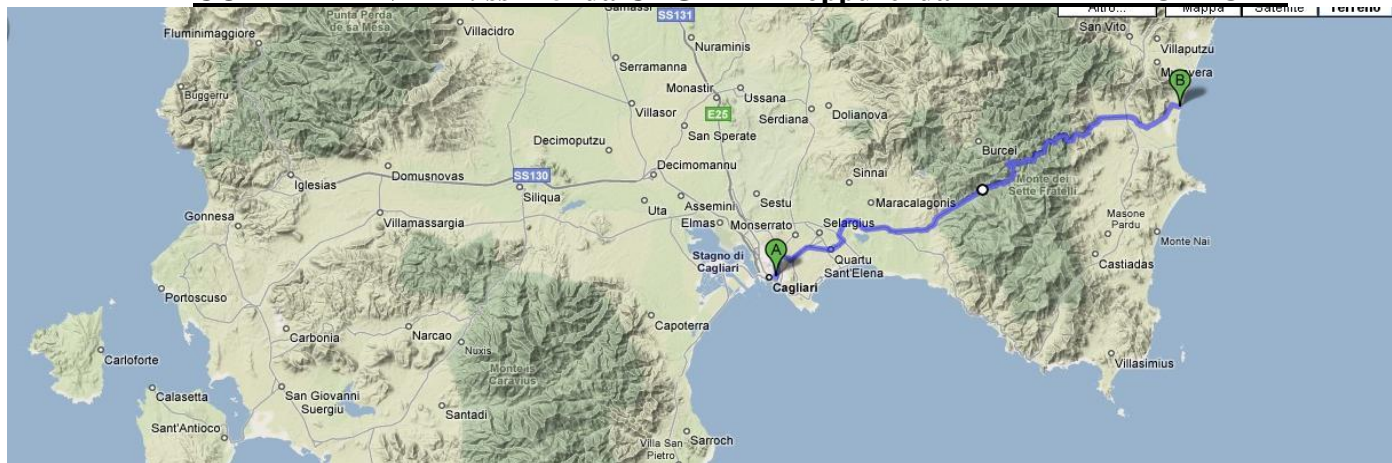 Altro...
Mappa
Satellite
Terreno
Punta Perda
de sa Mesa
Samassi
SS131
San Vito
Fluminimaggiore
Villacidro
Nuraminis
Villaputzu
Serramanna
Buggerru
Monastir
Ussana
B
Villasor
E25
Serdiana
Dolianova
San Sperate
Decimoputzu
Burcei
Decimomannu
Sinnai
Monte dei
Sette Fratelli
Iglesias
Domusnovas
SS130
Siliqua
Uta
Assemini
Sestu
Maracalagonis
Gonnesa
Villamassargia
Elmas
Monserrato
Selargius
Masone
Pardu
Monte Nai
A
Stagno di
Cagliari
Quartu
Sant'Elena
Castiadas
Cagliari
Portoscuso
Capoterra
Carbonia
Narcao
Nuxis
Carloforte
Monte is
Caravius
Villasimius
Calasetta
San Giovanni
Suergiu
Santadi
Sant'Antioco
Villa San
Pietro
Sarroch